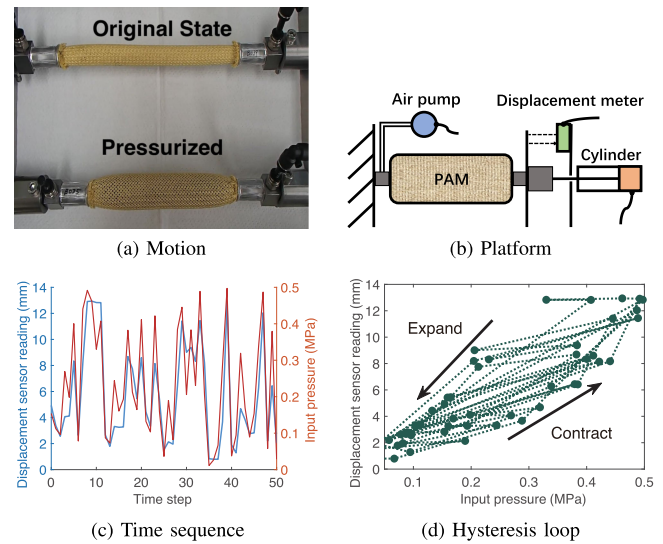 Original State
Pressurized
(a) Motion
Air pump
Displacement meter
Cylinder
PAM
(b) Platform
Displacement sensor reading (mm)
14
12
10
8
6
4
2
0
0
10
20
30
40
50
Time step
0.5
0.4
0.3
0.2
0.1
0
Input pressure (MPa)
(c) Time sequence
Displacement sensor reading (mm)
14
12
10
8
6
4
2
0
Expand
Contract
0.1
0.2
0.3
0.4
0.5
Input pressure (MPa)
(d) Hysteresis loop